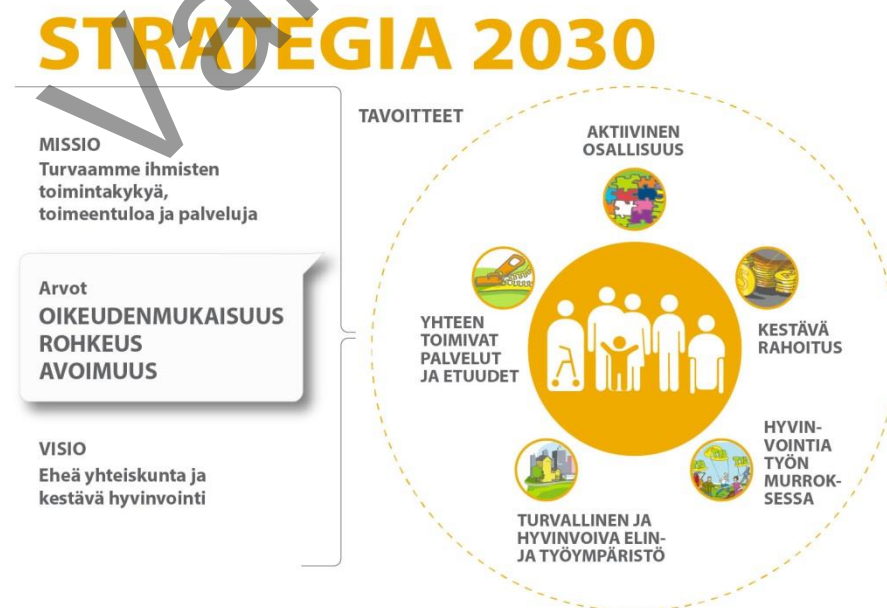 STRATEGIA 2030
MISSIO
Turvaamme ihmisten
toimintakykyä,
toimeentuloa ja palveluja
Arvot
OIKEUDENMUKAISUUS
ROHKEUS
AVOIMUUS
VISIO
Eheä yhteiskunta ja
kestävä hyvinvointi
TAVOITTEET
AKTIIVINEN
OSALLISUUS
YHTEEN
TOIMIVAT
PALVELUT
JA ETUUDET
KESTÄVÄ
RAHOITUS
HYVIN-
VOINTIA
TYÖN
MURROK-
SESSA
TURVALLINEN JA
HYVINVOIVA ELIN-
JA TYÖYMPÄRISTÖ